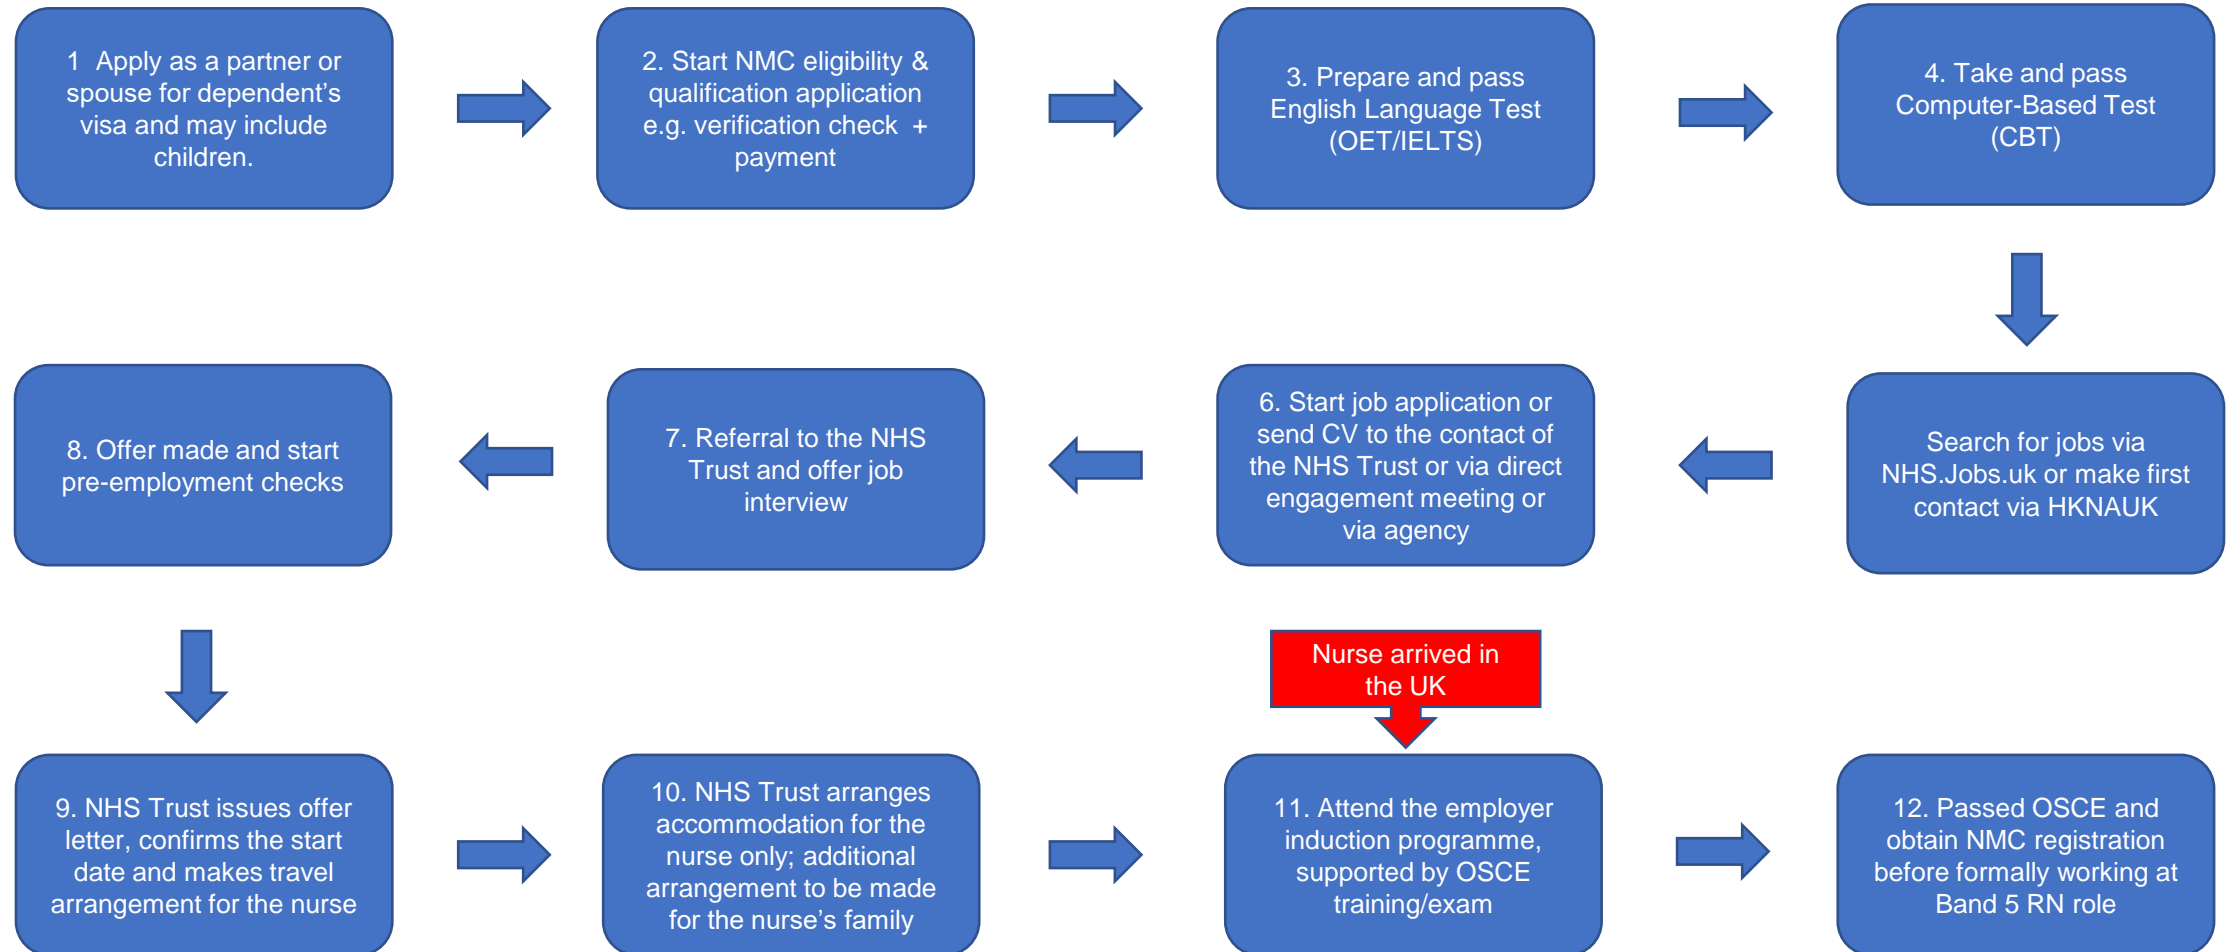 1  Apply as a partner or
spouse for dependent's
visa and may include
children.
2. Start NMC eligibility &
qualification application
e.g. verification check  +
payment
3. Prepare and pass
English Language Test
(OET/IELTS)
4. Take and pass
Computer-Based Test
(CBT)
Search for jobs via
NHS.Jobs.uk or make first
contact via HKNAUK
6. Start job application or
send CV to the contact of
the NHS Trust or via direct
engagement meeting or
via agency
7. Referral to the NHS
Trust and offer job
interview
8. Offer made and start
pre-employment checks
9. NHS Trust issues offer
letter, confirms the start
date and makes travel
arrangement for the nurse
10. NHS Trust arranges
accommodation for the
nurse only; additional
arrangement to be made
for the nurse's family
Nurse arrived in
the UK
11. Attend the employer
induction programme,
supported by OSCE
training/exam
12. Passed OSCE and
obtain NMC registration
before formally working at
Band 5 RN role